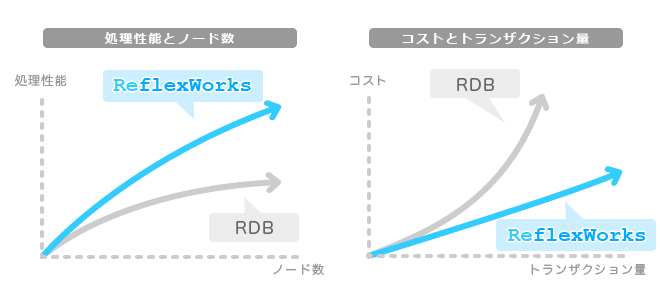 処理性能とノード数
処理性能
ReflexWorks
RDB
ノード数
コストとトランザクション量
コスト
RDB
ReflexWorks
トランザクション量